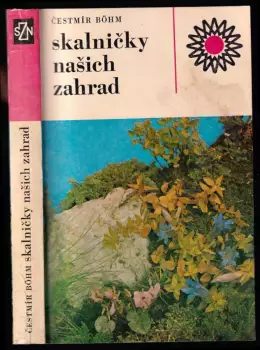 SZN
ČESTMÍR BÖHM skalničky našich zahrad
ČESTMÍR BÖHM
skalničky
našich
zahrad